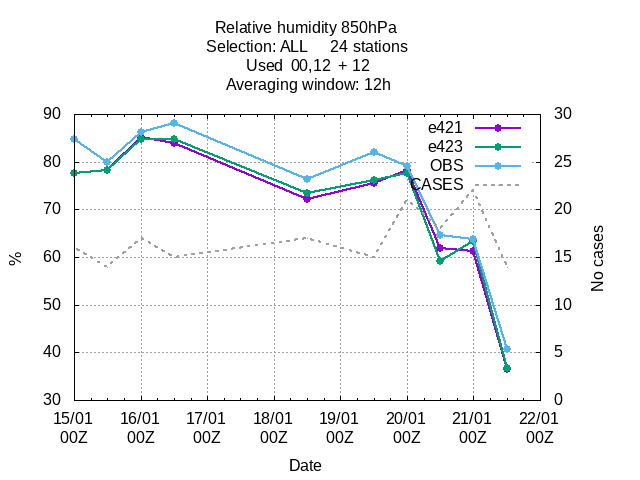 Relative humidity 850hPa
Selection: ALL     24 stations
Used  00,12  + 12
Averaging window: 12h
90 30
e421
e423
80 OBS 25
CASES
70 20
60 15
% No cases
50 10
40 5
30 0
15/01 16/01 17/01 18/01 19/01 20/01 21/01 22/01
00Z 00Z 00Z 00Z 00Z 00Z 00Z 00Z
Date